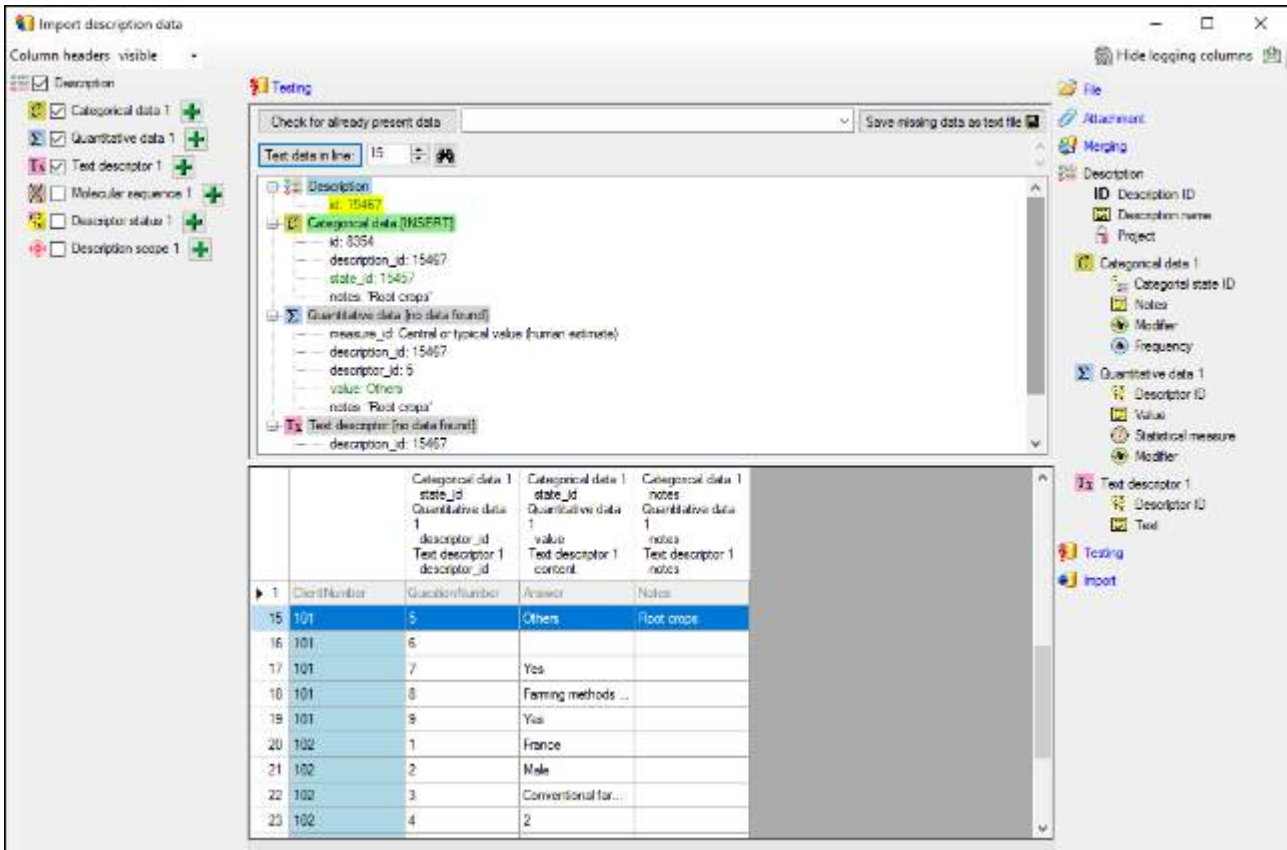 Import description data
Column headers visible
Hide logging columns
Description
Categorical data 1
Quantitative data 1
Text descriptor 1
Molecular sequence 1
Descriptor status 1
Description scope 1
Testing
Check for allready present data
Save missing data as text file
Test data in line: 15
Description
id: 15467
Categorical data [INSERT]
id: 8354
description_id: 15467
state_id: 15457
notes: 'Root crops'
Quantitative data [no data found]
measure_id: Central or typical value (human estimate)
description_id: 15467
descriptor_id: 5
value: Others
notes: 'Root crops'
Text descriptor [no data found]
description_id: 15467
Categorical data 1
state_id
Quantitative data
1
descriptor_id
Text descriptor 1
descriptor_id
Categorical data 1
state_id
Quantitative data
1
value
Text descriptor 1
content
Categorical data 1
notes
Quantitative data
1
notes
Text descriptor 1
notes
1 ClientNumber QuestionNumber Answer Notes
15 101 5 Others Root crops
16 101 6
17 101 7 Yes
18 101 8 Farming methods ...
19 101 9 Yes
20 102 1 France
21 102 2 Male
22 102 3 Conventional far...
23 102 4 2
File
Attachment
Merging
Description
ID Description ID
Description name
Project
Categorical data 1
Categorial state ID
Notes
Modifier
Frequency
Quantitative data 1
Descriptor ID
Value
Statistical measure
Modifier
Text descriptor 1
Descriptor ID
Text
Testing
Import